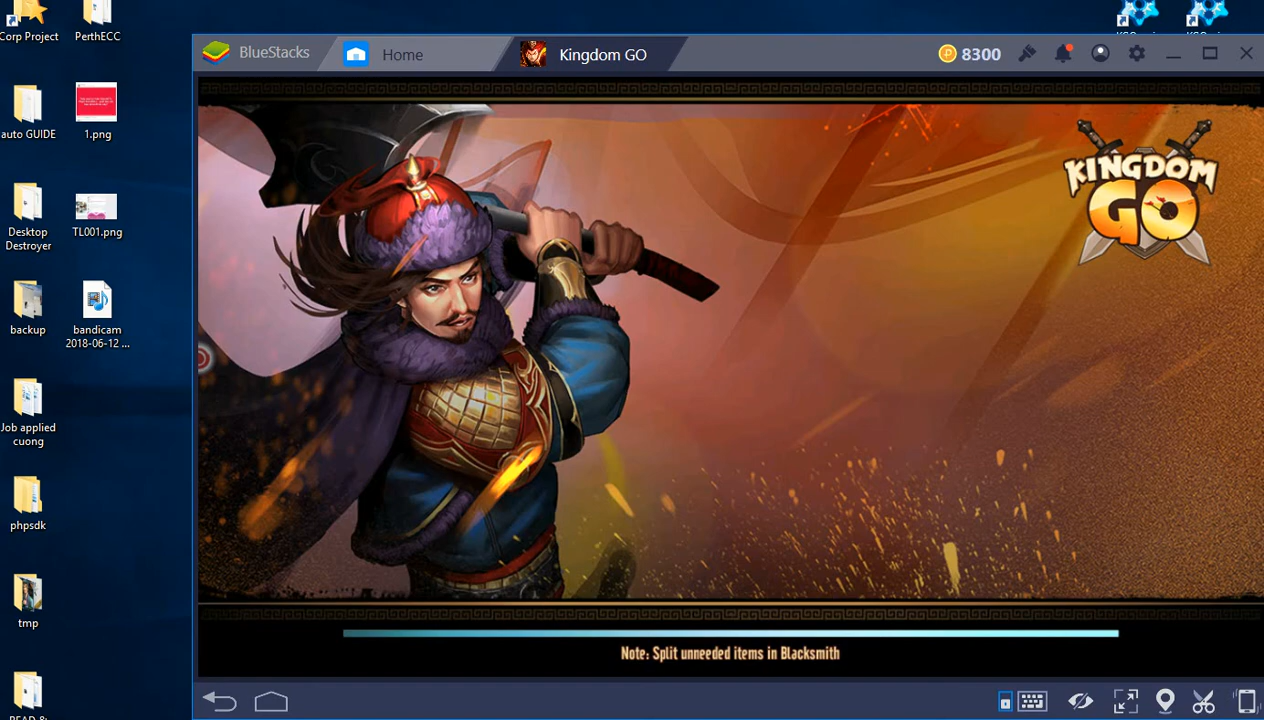 Corp Project
PerthECC
auto GUIDE
1.png
Desktop
Destroyer
TL001.png
backup
bandicam
2018-06-12 ...
Job applied
cuong
phpsdk
tmp
BlueStacks
Home
Kingdom GO
8300
KINGDOM
GO
Note: Split unneeded items in Blacksmith